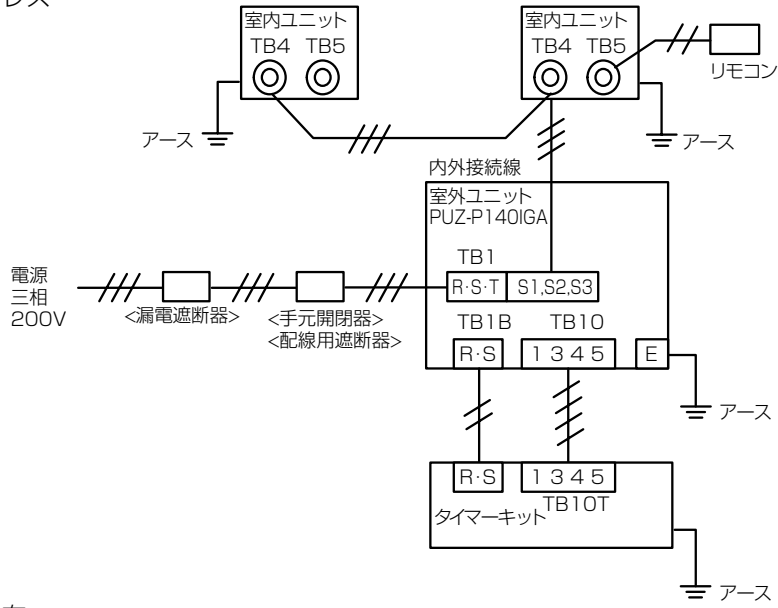 室内ユニット
TB4 TB5
アース
室内ユニット
TB4 TB5
リモコン
アース
内外接続線
室外ユニット
PUZ-P140IGA
TB1
R·S·T
S1,S2,S3
電源
三相
200V
<漏電遮断器>
<手元開閉器>
<配線用遮断器>
TB1B
TB10
R·S
1 3 4 5
E
アース
R·S
1 3 4 5
TB10T
タイマーキット
アース